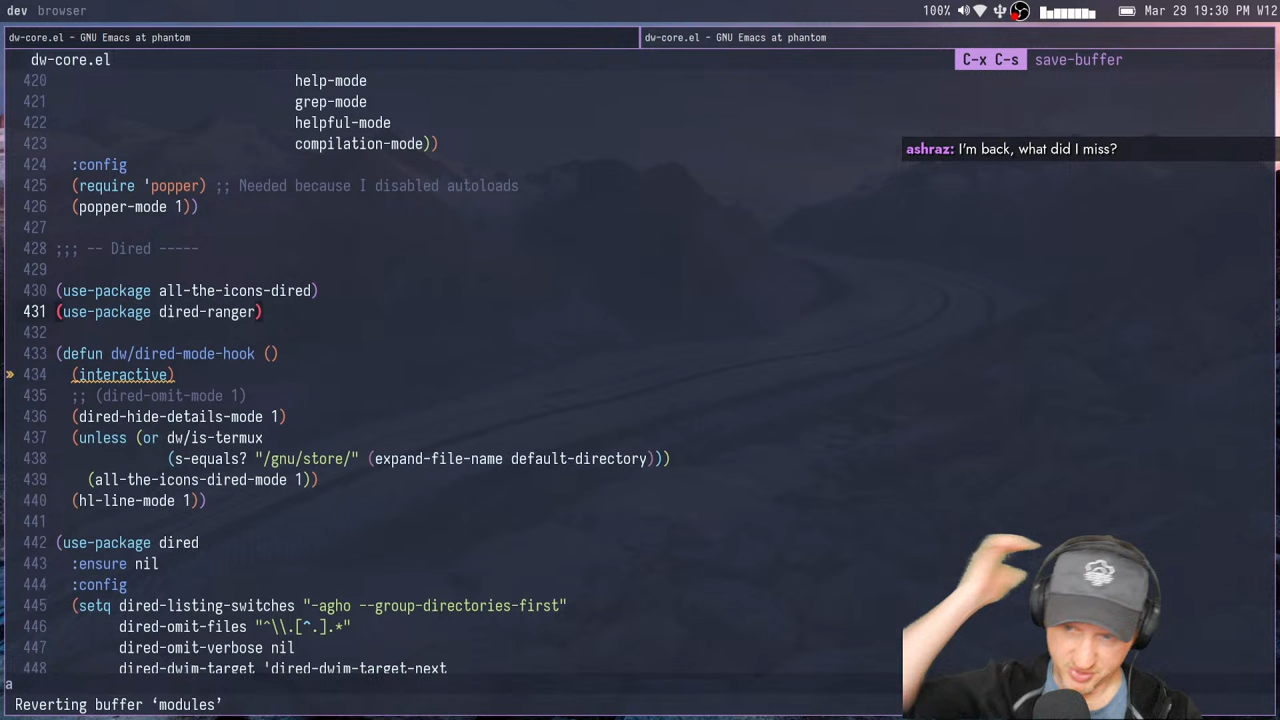 dev browser
100% Mar 29 19:30 PM W12
dw-core.el - GNU Emacs at phantom
dw-core.el - GNU Emacs at phantom
dw-core.el
C-x C-s save-buffer
420 help-mode
421 grep-mode
422 helpful-mode
423 compilation-mode))
ashraz: I'm back, what did I miss?
424 :config
425 (require 'popper) ;; Needed because I disabled autoloads
426 (popper-mode 1))
427
428 ;;; -- Dired -----
429
430 (use-package all-the-icons-dired)
431 (use-package dired-ranger)
432
433 (defun dw/dired-mode-hook ()
» 434 (interactive)
435 ;; (dired-omit-mode 1)
436 (dired-hide-details-mode 1)
437 (unless (or dw/is-termux
438 (s-equals? "/gnu/store/" (expand-file-name default-directory)))
439 (all-the-icons-dired-mode 1))
440 (hl-line-mode 1))
441
442 (use-package dired
443 :ensure nil
444 :config
445 (setq dired-listing-switches "-agho --group-directories-first"
446 dired-omit-files "^\\.[^.].*"
447 dired-omit-verbose nil
448 dired-dwim-target 'dired-dwim-target-next
a
Reverting buffer ‘modules’